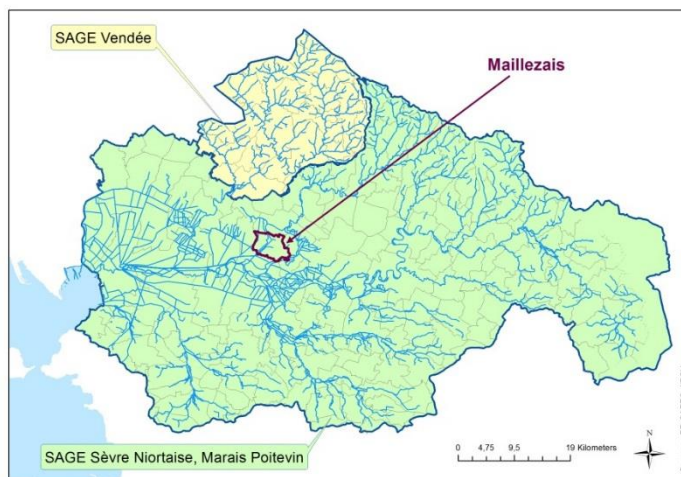 SAGE Vendée
Maillezais
SAGE Sèvre Niortaise, Marais Poitevin
0 4,75 9,5 19 Kilometers
N